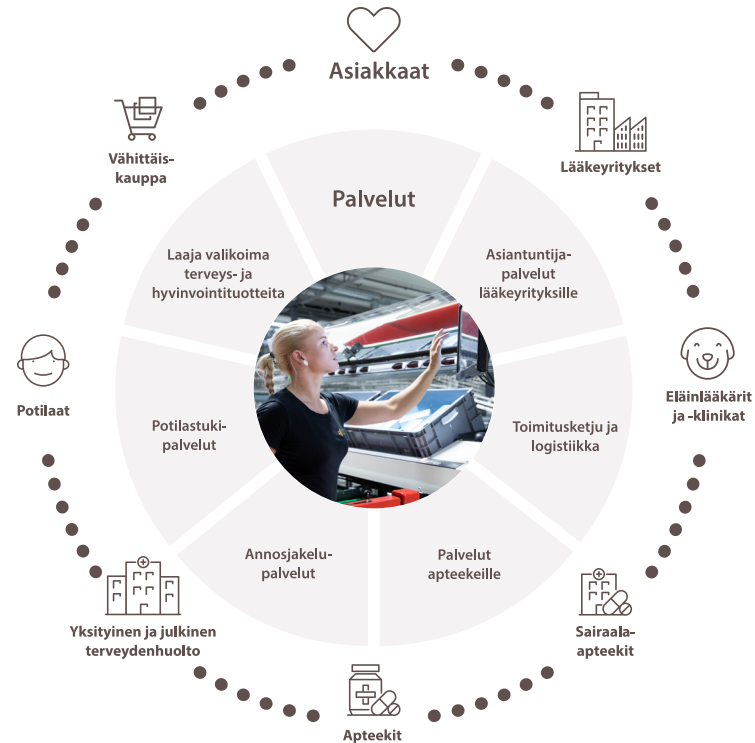 Asiakkaat
Vähittäis-
kauppa
Lääkeyritykset
Palvelut
Laaja valikoima
terveys- ja
hyvinvointituotteita
Asiantuntija-
palvelut
lääkeyrityksille
Potilaat
Eläinlääkärit
ja -klinikat
Potilastuki-
palvelut
Toimitusketju ja
logistiikka
Annosjakelu-
palvelut
Palvelut
apteekeille
Yksityinen ja julkinen
terveydenhuolto
Sairaala-
apteekit
Apteekit